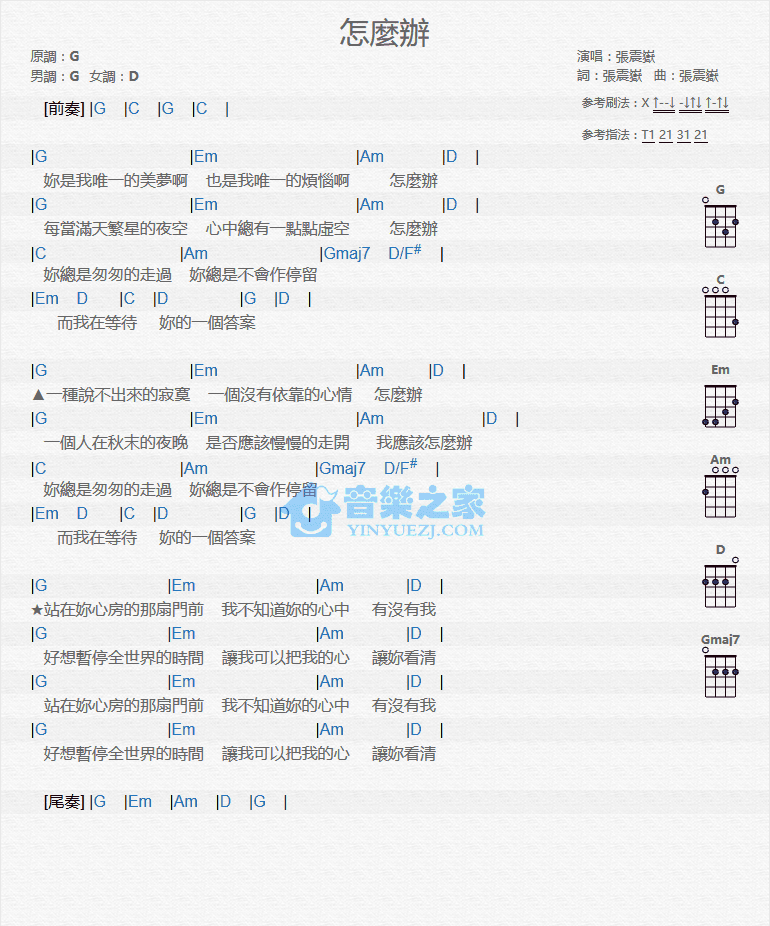 怎麼辦
原調：G
男調：G 女調：D
演唱：張震嶽
詞：張震嶽 曲：張震嶽
参考刷法：X ↑--↓ -↓↑↓ ↑-↑↓
参考指法：T1 21 31 21
[前奏] |G |C |G |C |
|G |Em |Am |D |
妳是我唯一的美夢啊 也是我唯一的煩惱啊 怎麼辦
|G |Em |Am |D |
每當滿天繁星的夜空 心中總有一點點虛空 怎麼辦
|C |Am |Gmaj7 D/F# |
妳總是匆匆的走過 妳總是不會作停留
|Em D |C |D |G |D |
而我在等待 妳的一個答案
|G |Em |Am |D |
▲一種說不出來的寂寞 一個沒有依靠的心情 怎麼辦
|G |Em |Am |D |
一個人在秋末的夜晚 是否應該慢慢的走開 我應該怎麼辦
|C |Am |Gmaj7 D/F# |
妳總是匆匆的走過 妳總是不會作停留
|Em D |C |D |G |D |
而我在等待 妳的一個答案
|G |Em |Am |D |
★站在妳心房的那扇門前 我不知道妳的心中 有沒有我
|G |Em |Am |D |
好想暫停全世界的時間 讓我可以把我的心 讓妳看清
|G |Em |Am |D |
站在妳心房的那扇門前 我不知道妳的心中 有沒有我
|G |Em |Am |D |
好想暫停全世界的時間 讓我可以把我的心 讓妳看清
[尾奏] |G |Em |Am |D |G |
G
C
Em
Am
D
Gmaj7
音樂之家
YINYUEZJ.COM